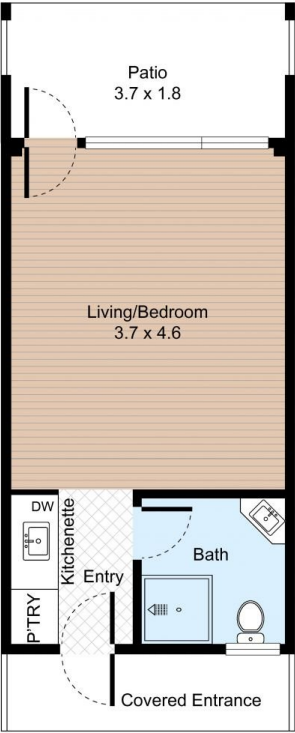 Patio
3.7 x 1.8
Living/Bedroom
3.7 x 4.6
DW
Kitchenette
Bath
Entry
P'TRY
Covered Entrance